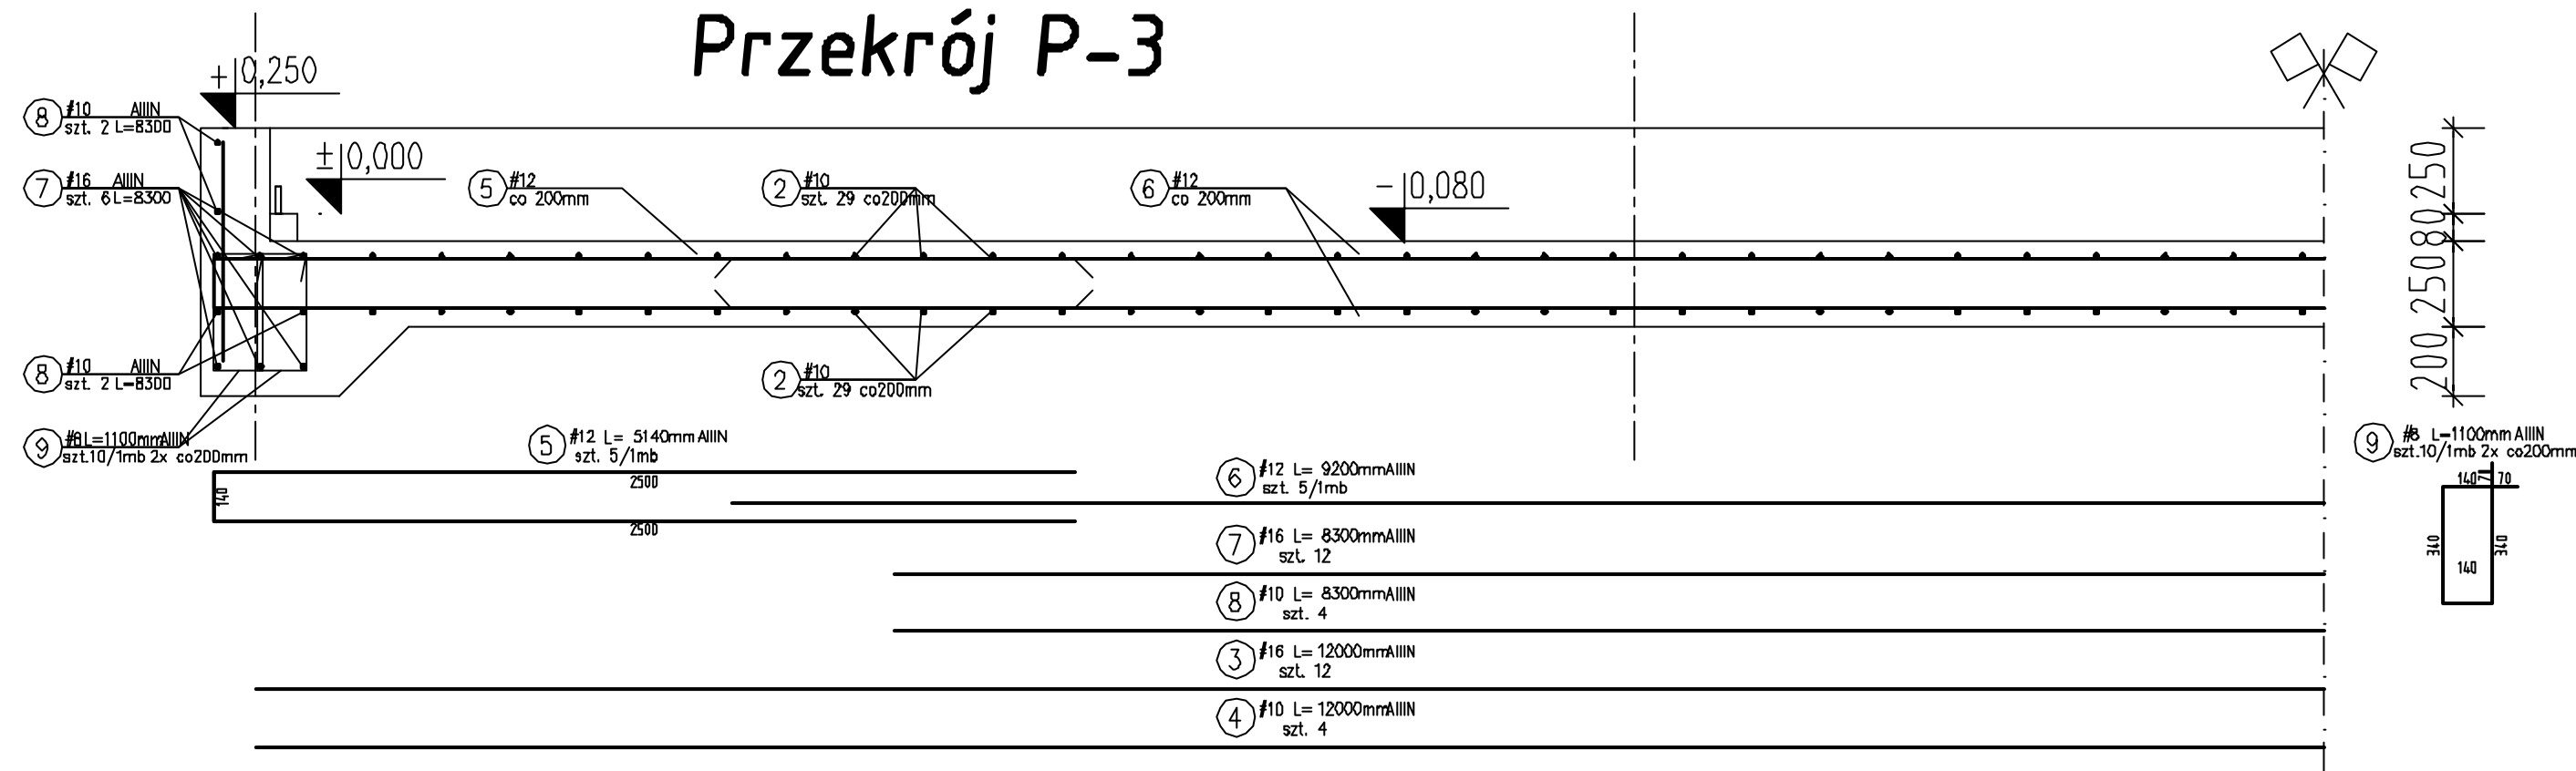 Przekrój P-3
+ 0,250
8 #10 AIIIN
szt. 2 L=8300
± 0,000
7 #16 AIIIN
szt. 6 L=8300
5 #12
co 200mm
2 #10
szt. 29 co200mm
6 #12
co 200mm
- 0,080
250
80
250
200
8 #10 AIIIN
szt. 2 L=8300
2 #10
szt. 29 co200mm
9 #8 L=1100mm AIIIN
szt.10/1mb 2x co200mm
5 #12 L= 5140mm AIIIN
szt. 5/1mb
2500
140
2500
6 #12 L= 9200mm AIIIN
szt. 5/1mb
9 #8 L=1100mm AIIIN
szt.10/1mb 2x co200mm
140 71 70
340
340
140
7 #16 L= 8300mm AIIIN
szt. 12
8 #10 L= 8300mm AIIIN
szt. 4
3 #16 L= 12000mm AIIIN
szt. 12
4 #10 L= 12000mm AIIIN
szt. 4